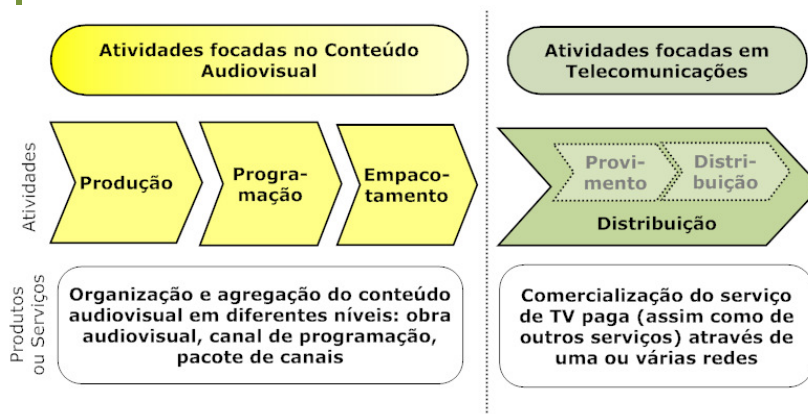 Atividades focadas no Conteúdo
Audiovisual
Atividades focadas em
Telecomunicações
Atividades
Produção
Progra-
mação
Empaco-
tamento
Provi-
mento
Distri-
buição
Distribuição
Produtos
ou Serviços
Organização e agregação do conteúdo
audiovisual em diferentes níveis: obra
audiovisual, canal de programação,
pacote de canais
Comercialização do serviço
de TV paga (assim como de
outros serviços) através de
uma ou várias redes